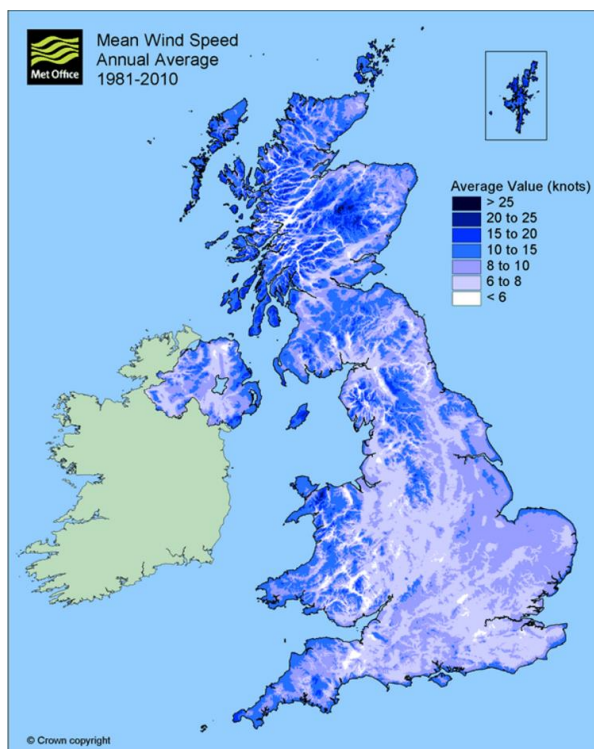 Met Office
Mean Wind Speed
Annual Average
1981-2010
Average Value (knots)
> 25
20 to 25
15 to 20
10 to 15
8 to 10
6 to 8
< 6
© Crown copyright